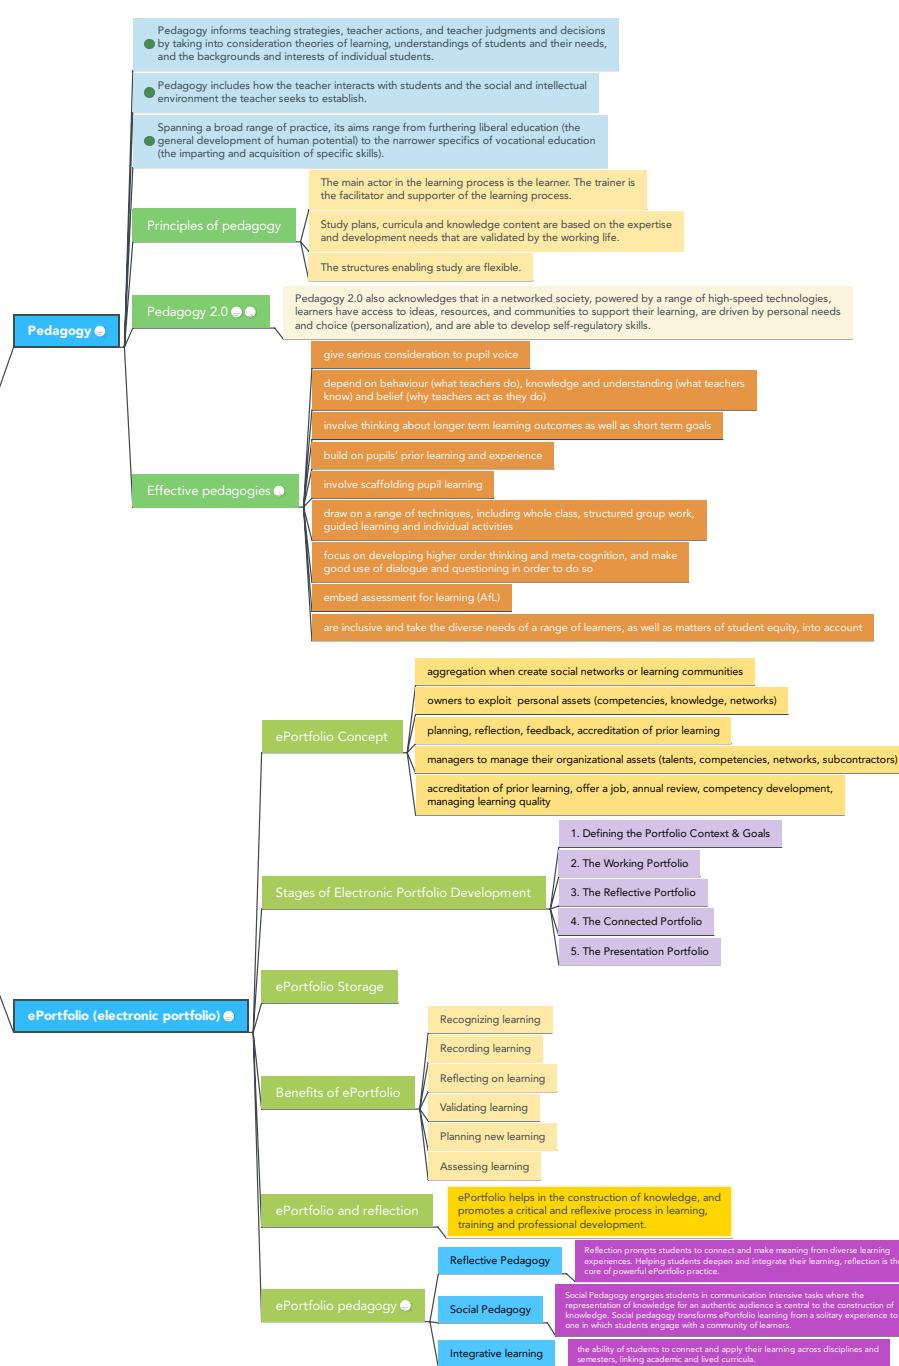 Pedagogy informs teaching strategies, teacher actions, and teacher judgments and decisions
by taking into consideration theories of learning, understandings of students and their needs,
and the backgrounds and interests of individual students.
Pedagogy includes how the teacher interacts with students and the social and intellectual
environment the teacher seeks to establish.
Spanning a broad range of practice, its aims range from furthering liberal education (the
general development of human potential) to the narrower specifics of vocational education
(the imparting and acquisition of specific skills).
The main actor in the learning process is the learner. The trainer is
the facilitator and supporter of the learning process.
Principles of pedagogy
Study plans, curricula and knowledge content are based on the expertise
and development needs that are validated by the working life.
The structures enabling study are flexible.
Pedagogy 2.0
Pedagogy 2.0 also acknowledges that in a networked society, powered by a range of high-speed technologies,
learners have access to ideas, resources, and communities to support their learning, are driven by personal needs
and choice (personalization), and are able to develop self-regulatory skills.
Pedagogy
give serious consideration to pupil voice
depend on behaviour (what teachers do), knowledge and understanding (what teachers
know) and belief (why teachers act as they do)
involve thinking about longer term learning outcomes as well as short term goals
build on pupils' prior learning and experience
involve scaffolding pupil learning
Effective pedagogies
draw on a range of techniques, including whole class, structured group work,
guided learning and individual activities
focus on developing higher order thinking and meta-cognition, and make
good use of dialogue and questioning in order to do so
embed assessment for learning (AfL)
are inclusive and take the diverse needs of a range of learners, as well as matters of student equity, into account
aggregation when create social networks or learning communities
owners to exploit personal assets (competencies, knowledge, networks)
ePortfolio Concept
planning, reflection, feedback, accreditation of prior learning
managers to manage their organizational assets (talents, competencies, networks, subcontractors)
accreditation of prior learning, offer a job, annual review, competency development,
managing learning quality
1. Defining the Portfolio Context & Goals
2. The Working Portfolio
Stages of Electronic Portfolio Development
3. The Reflective Portfolio
4. The Connected Portfolio
5. The Presentation Portfolio
ePortfolio Storage
ePortfolio (electronic portfolio)
Recognizing learning
Recording learning
Reflecting on learning
Benefits of ePortfolio
Validating learning
Planning new learning
Assessing learning
ePortfolio and reflection
ePortfolio helps in the construction of knowledge, and
promotes a critical and reflexive process in learning,
training and professional development.
Reflective Pedagogy
Reflection prompts students to connect and make meaning from diverse learning
experiences. Helping students deepen and integrate their learning, reflection is the
core of powerful ePortfolio practice.
ePortfolio pedagogy
Social Pedagogy
Social Pedagogy engages students in communication intensive tasks where the
representation of knowledge for an authentic audience is central to the construction of
knowledge. Social pedagogy transforms ePortfolio learning from a solitary experience to
one in which students engage with a community of learners.
Integrative learning
the ability of students to connect and apply their learning across disciplines and
semesters, linking academic and lived curricula.